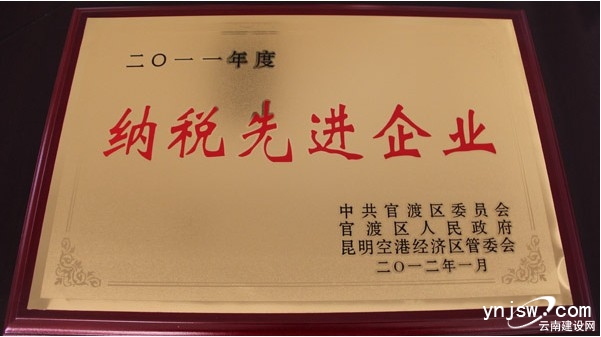 二〇一一年度
纳税先进企业
中共官渡区委员会
官渡区人民政府
昆明空港经济区管委会
二〇一二年一月
ynjsw.com
云南建设网